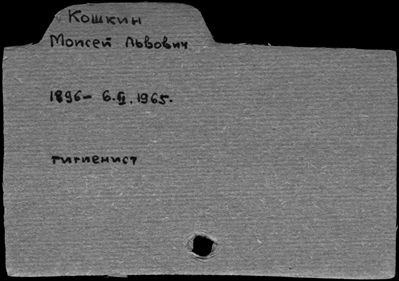 Кошкин
Моисей Львович
1896– 6.II.1965.
гигиенист